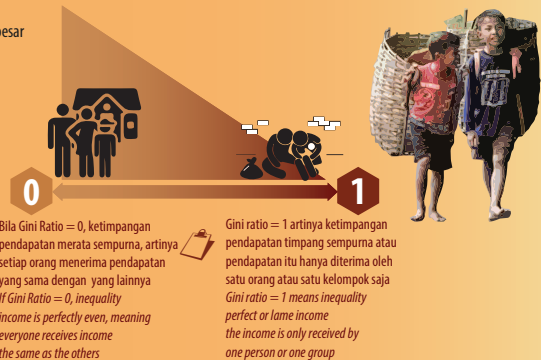 besar
0
1
Bila Gini Ratio = 0, ketimpangan
pendapatan merata sempurna, artinya
setiap orang menerima pendapatan
yang sama dengan yang lainnya
If Gini Ratio = 0, inequality
income is perfectly even, meaning
everyone receives income
the same as the others
Gini ratio = 1 artinya ketimpangan
pendapatan timpang sempurna atau
pendapatan itu hanya diterima oleh
satu orang atau satu kelompok saja
Gini ratio = 1 means inequality
perfect or lame income
the income is only received by
one person or one group